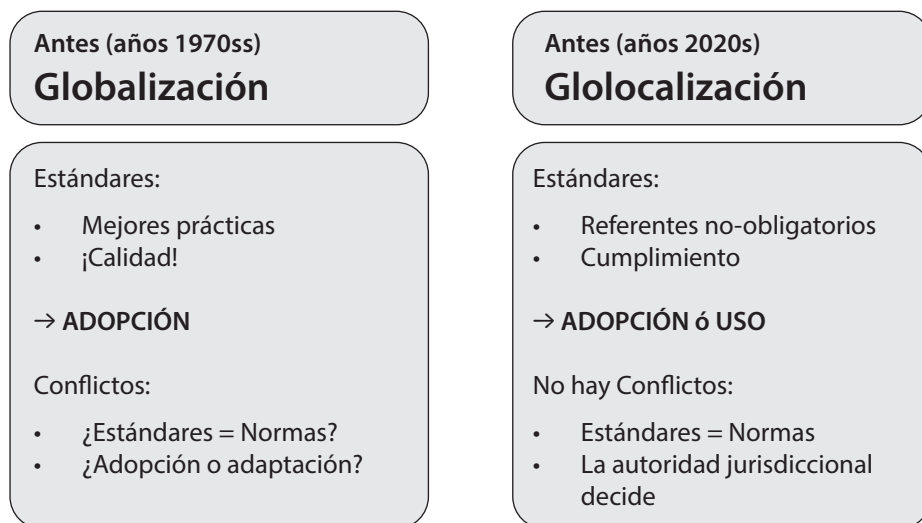 Antes (años 1970ss)
Globalización
Estándares:
• Mejores prácticas
• ¡Calidad!
→ ADOPCIÓN
Conflictos:
• ¿Estándares = Normas?
• ¿Adopción o adaptación?
Antes (años 2020s)
Glolocalización
Estándares:
• Referentes no-obligatorios
• Cumplimiento
→ ADOPCIÓN ó USO
No hay Conflictos:
• Estándares = Normas
• La autoridad jurisdiccional
decide